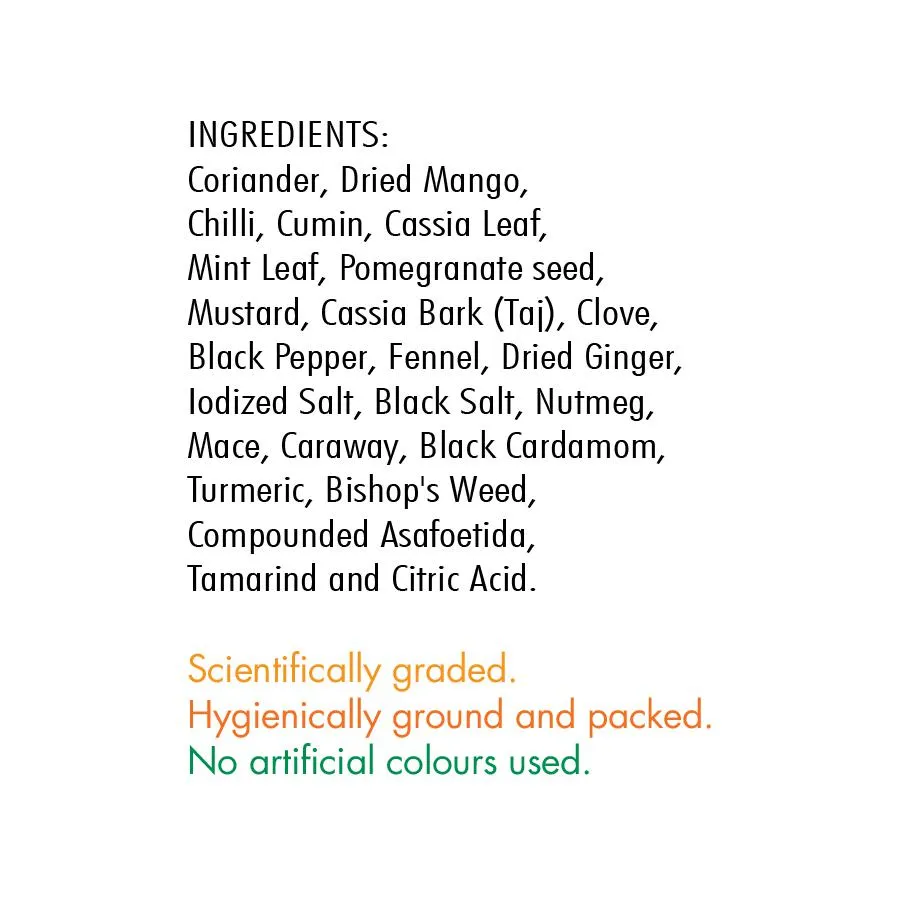 INGREDIENTS:
Coriander, Dried Mango,
Chilli, Cumin, Cassia Leaf,
Mint Leaf, Pomegranate seed,
Mustard, Cassia Bark (Taj), Clove,
Black Pepper, Fennel, Dried Ginger,
Iodized Salt, Black Salt, Nutmeg,
Mace, Caraway, Black Cardamom,
Turmeric, Bishop's Weed,
Compounded Asafoetida,
Tamarind and Citric Acid.
Scientifically graded.
Hygienically ground and packed.
No artificial colours used.